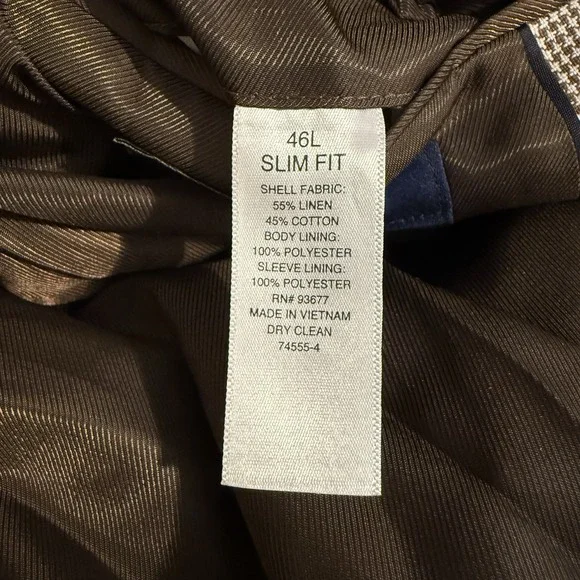 46L
SLIM FIT
SHELL FABRIC:
55% LINEN
45% COTTON
BODY LINING:
100% POLYESTER
SLEEVE LINING:
100% POLYESTER
RN# 93677
MADE IN VIETNAM
DRY CLEAN
74555-4